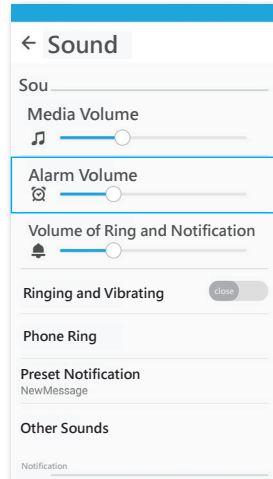 Sound
Sou
Media Volume
Alarm Volume
Volume of Ring and Notification
Ringing and Vibrating
close
Phone Ring
Preset Notification
NewMessage
Other Sounds
Notification